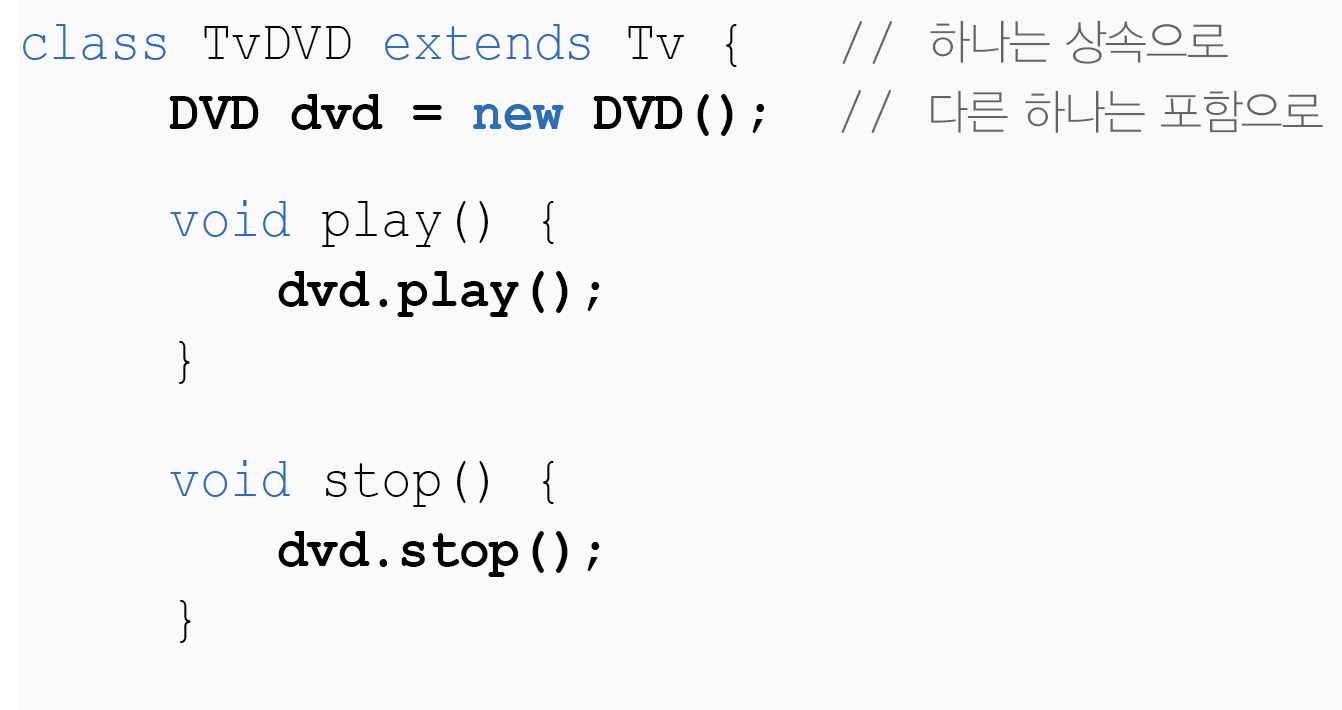 class TvDVD extends Tv { // 하나는 상속으로
DVD dvd = new DVD(); // 다른 하나는 포함으로
void play() {
dvd.play();
}
void stop() {
dvd.stop();
}